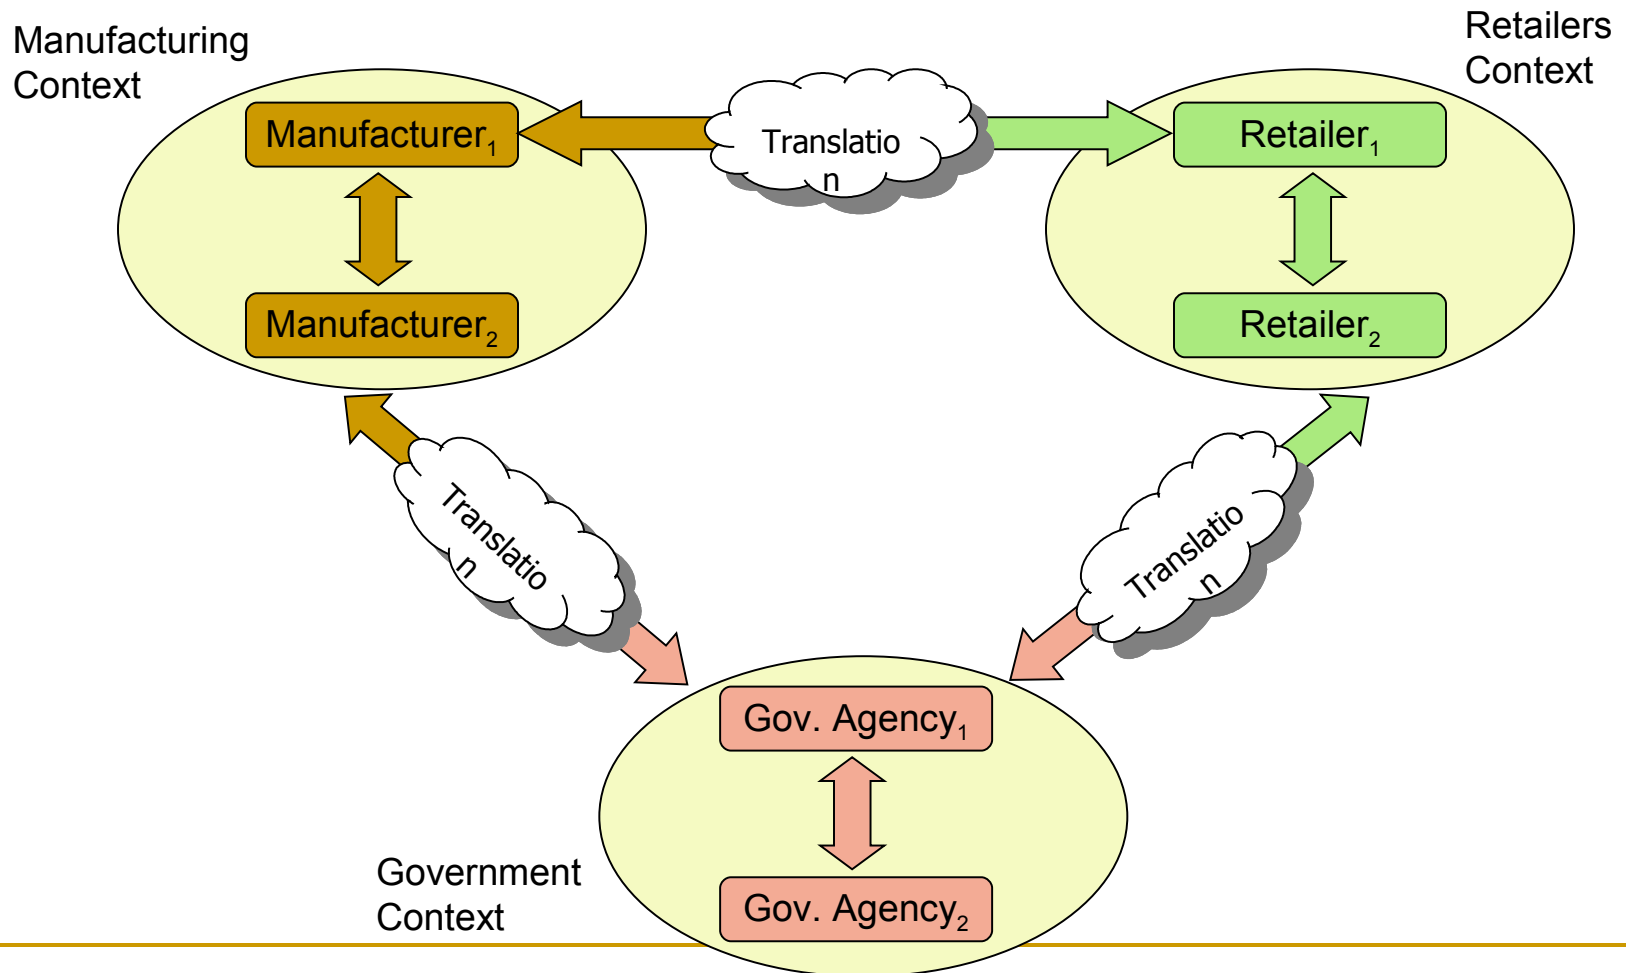 Manufacturing
Context
Retailers
Context
Manufacturer₁
Translatio
n
Retailer₁
Manufacturer₂
Retailer₂
Translatio
n
Translatio
n
Gov. Agency₁
Government
Context
Gov. Agency₂